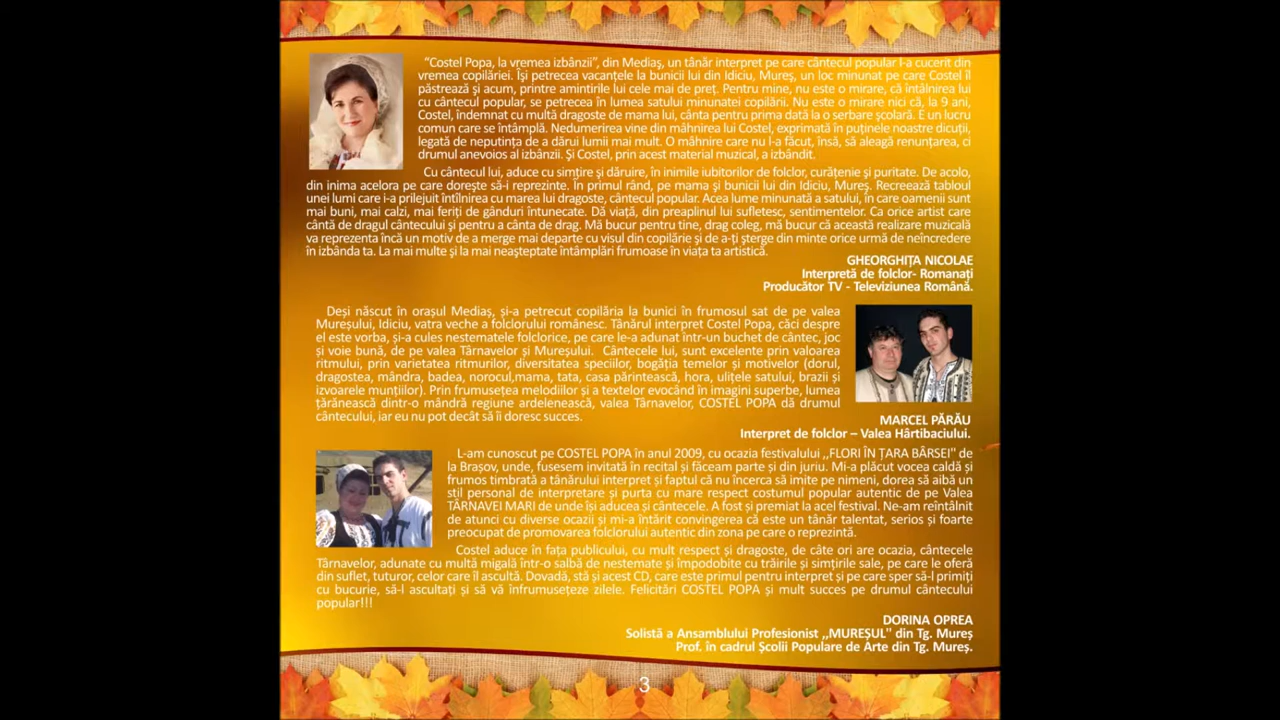 “Costel Popa, la vremea izbânzii”, din Mediaş, un tânăr interpret pe care cântecul popular l-a cucerit din
vremea copilăriei. Îşi petrecea vacanţele la bunicii lui din Idiciu, Mureş, un loc minunat pe care Costel îl
păstrează şi acum, printre amintirile lui cele mai de preţ. Pentru mine, nu este o mirare, că întâlnirea lui
cu cântecul popular, se petrecea în lumea satului minunatei copilării. Nu este o mirare nici că, la 9 ani,
Costel, îndemnat cu multă dragoste de mama lui, cânta pentru prima dată la o serbare şcolară. E un lucru
comun care se întâmplă. Nedumerirea vine din mâhnirea lui Costel, exprimată în puţinele noastre dicuţii,
legată de neputinţa de a dărui lumii mai mult. O mâhnire care nu l-a făcut, însă, să aleagă renunţarea, ci
drumul anevoios al izbânzii. Şi Costel, prin acest material muzical, a izbândit.
Cu cântecul lui, aduce cu simţire şi dăruire, în inimile iubitorilor de folclor, curăţenie şi puritate. De acolo,
din inima acelora pe care doreşte să-i reprezinte. În primul rând, pe mama şi bunicii lui din Idiciu, Mureş. Recreează tabloul
unei lumi care i-a prilejuit întîlnirea cu marea lui dragoste, cântecul popular. Acea lume minunată a satului, în care oamenii sunt
mai buni, mai calzi, mai feriţi de gânduri întunecate. Dă viaţă, din preaplinul lui sufletesc, sentimentelor. Ca orice artist care
cântă de dragul cântecului şi pentru a cânta de drag. Mă bucur pentru tine, drag coleg, mă bucur că această realizare muzicală
va reprezenta încă un motiv de a merge mai departe cu visul din copilărie şi de a-ţi şterge din minte orice urmă de neîncredere
în izbânda ta. La mai multe şi la mai neaşteptate întâmplări frumoase în viaţa ta artistică.
GHEORGHIŢA NICOLAE
Interpretă de folclor- Romanaţi
Producător TV - Televiziunea Română.
Deşi născut în oraşul Mediaş, şi-a petrecut copilăria la bunici în frumosul sat de pe valea
Mureşului, Idiciu, vatra veche a folclorului românesc. Tânărul interpret Costel Popa, căci despre
el este vorba, şi-a cules nestematele folclorice, pe care le-a adunat într-un buchet de cântec, joc
şi voie bună, de pe valea Târnavelor şi Mureşului. Cântecele lui, sunt excelente prin valoarea
ritmului, prin varietatea ritmurilor, diversitatea speciilor, bogăţia temelor şi motivelor (dorul,
dragostea, mândra, badea, norocul,mama, tata, casa părintească, hora, uliţele satului, brazii şi
izvoarele munţiilor). Prin frumuseţea melodiilor şi a textelor evocând în imagini superbe, lumea
ţărănească dintr-o mândră regiune ardelenească, valea Târnavelor, COSTEL POPA dă drumul
cântecului, iar eu nu pot decât să îi doresc succes.
MARCEL PĂRĂU
Interpret de folclor – Valea Hârtibaciului.
L-am cunoscut pe COSTEL POPA în anul 2009, cu ocazia festivalului ,,FLORI ÎN ŢARA BÂRSEI" de
la Braşov, unde, fusesem invitată în recital şi făceam parte şi din juriu. Mi-a plăcut vocea caldă şi
frumos timbrată a tânărului interpret şi faptul că nu încerca să imite pe nimeni, dorea să aibă un
stil personal de interpretare şi purta cu mare respect costumul popular autentic de pe Valea
TÂRNAVEI MARI de unde îşi aducea şi cântecele. A fost şi premiat la acel festival. Ne-am reîntâlnit
de atunci cu diverse ocazii şi mi-a întărit convingerea că este un tânăr talentat, serios şi foarte
preocupat de promovarea folclorului autentic din zona pe care o reprezintă.
Costel aduce în faţa publicului, cu mult respect şi dragoste, de câte ori are ocazia, cântecele
Târnavelor, adunate cu multă migală într-o salbă de nestemate şi împodobite cu trăirile şi simţirile sale, pe care le oferă
din suflet, tuturor, celor care îl ascultă. Dovadă, stă şi acest CD, care este primul pentru interpret şi pe care sper să-l primiţi
cu bucurie, să-l ascultaţi şi să vă înfrumuseţeze zilele. Felicitări COSTEL POPA şi mult succes pe drumul cântecului
popular!!!
DORINA OPREA
Solistă a Ansamblului Profesionist ,,MUREŞUL" din Tg. Mureş
Prof. în cadrul Şcolii Populare de Arte din Tg. Mureş.
3